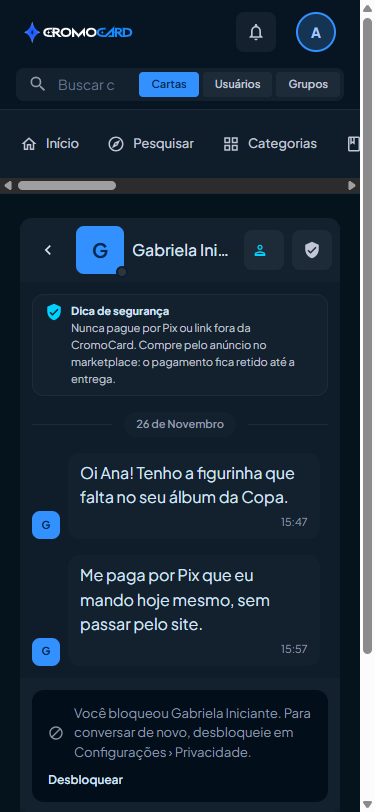 CROMOCARD
A
Buscar c
Cartas
Usuários
Grupos
Início
Pesquisar
Categorias
G
Gabriela Ini...
Dica de segurança
Nunca pague por Pix ou link fora da
CromoCard. Compre pelo anúncio no
marketplace: o pagamento fica retido até a
entrega.
26 de Novembro
Oi Ana! Tenho a figurinha que
falta no seu álbum da Copa.
15:47
G
Me paga por Pix que eu
mando hoje mesmo, sem
passar pelo site.
15:57
G
Você bloqueou Gabriela Iniciante. Para
conversar de novo, desbloqueie em
Configurações › Privacidade.
Desbloquear